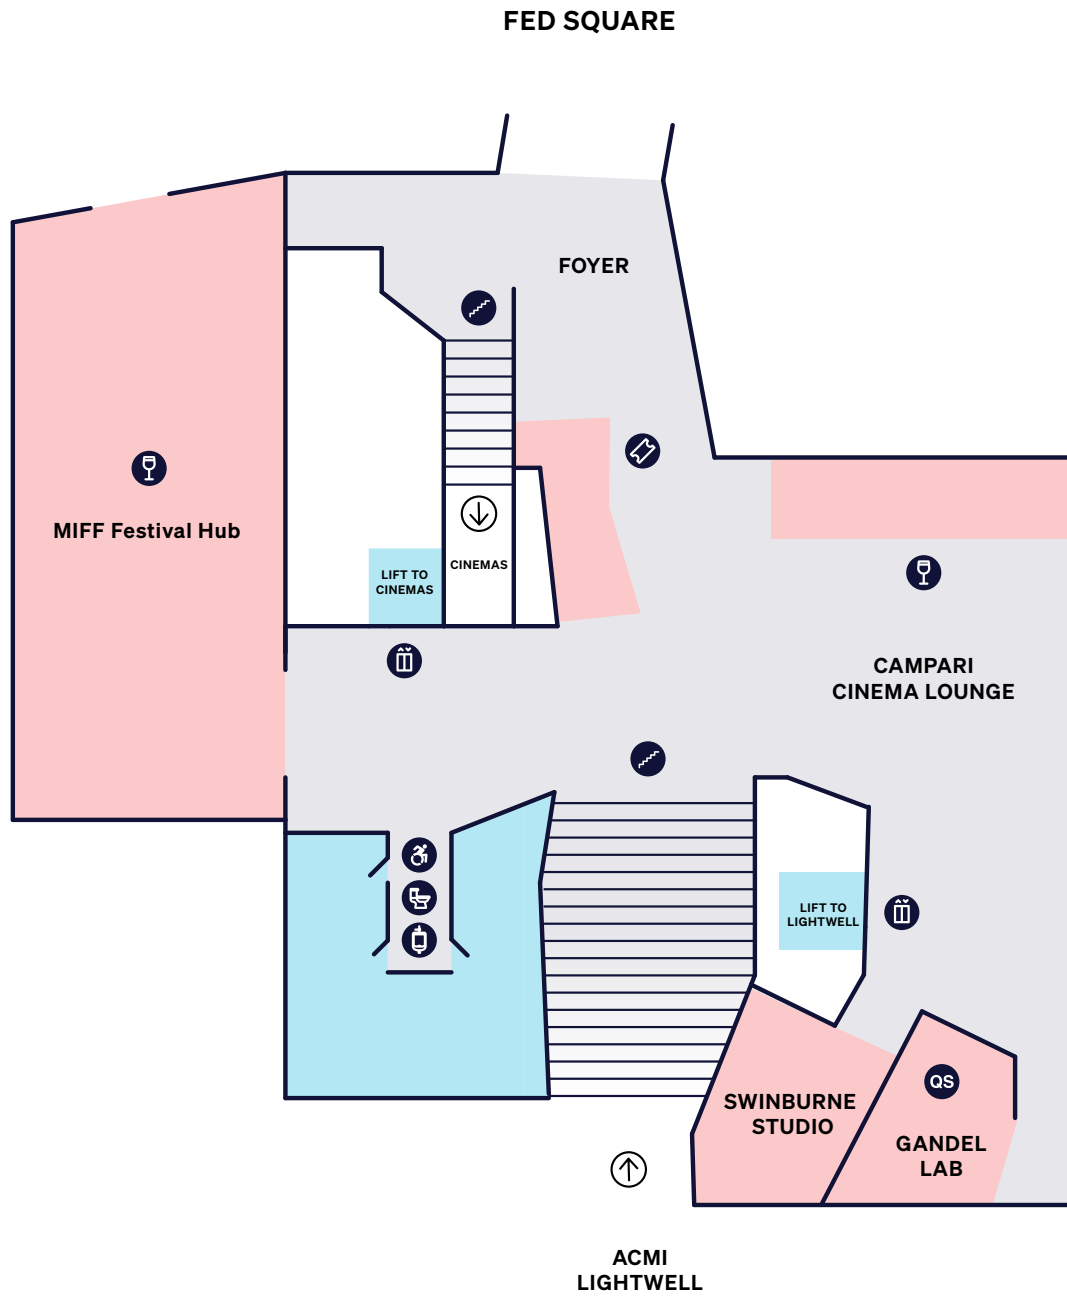 FED SQUARE
FOYER
MIFF Festival Hub
LIFT TO
CINEMAS
CINEMAS
CAMPARI
CINEMA LOUNGE
LIFT TO
LIGHTWELL
QS
SWINBURNE
STUDIO
GANDEL
LAB
ACMI
LIGHTWELL